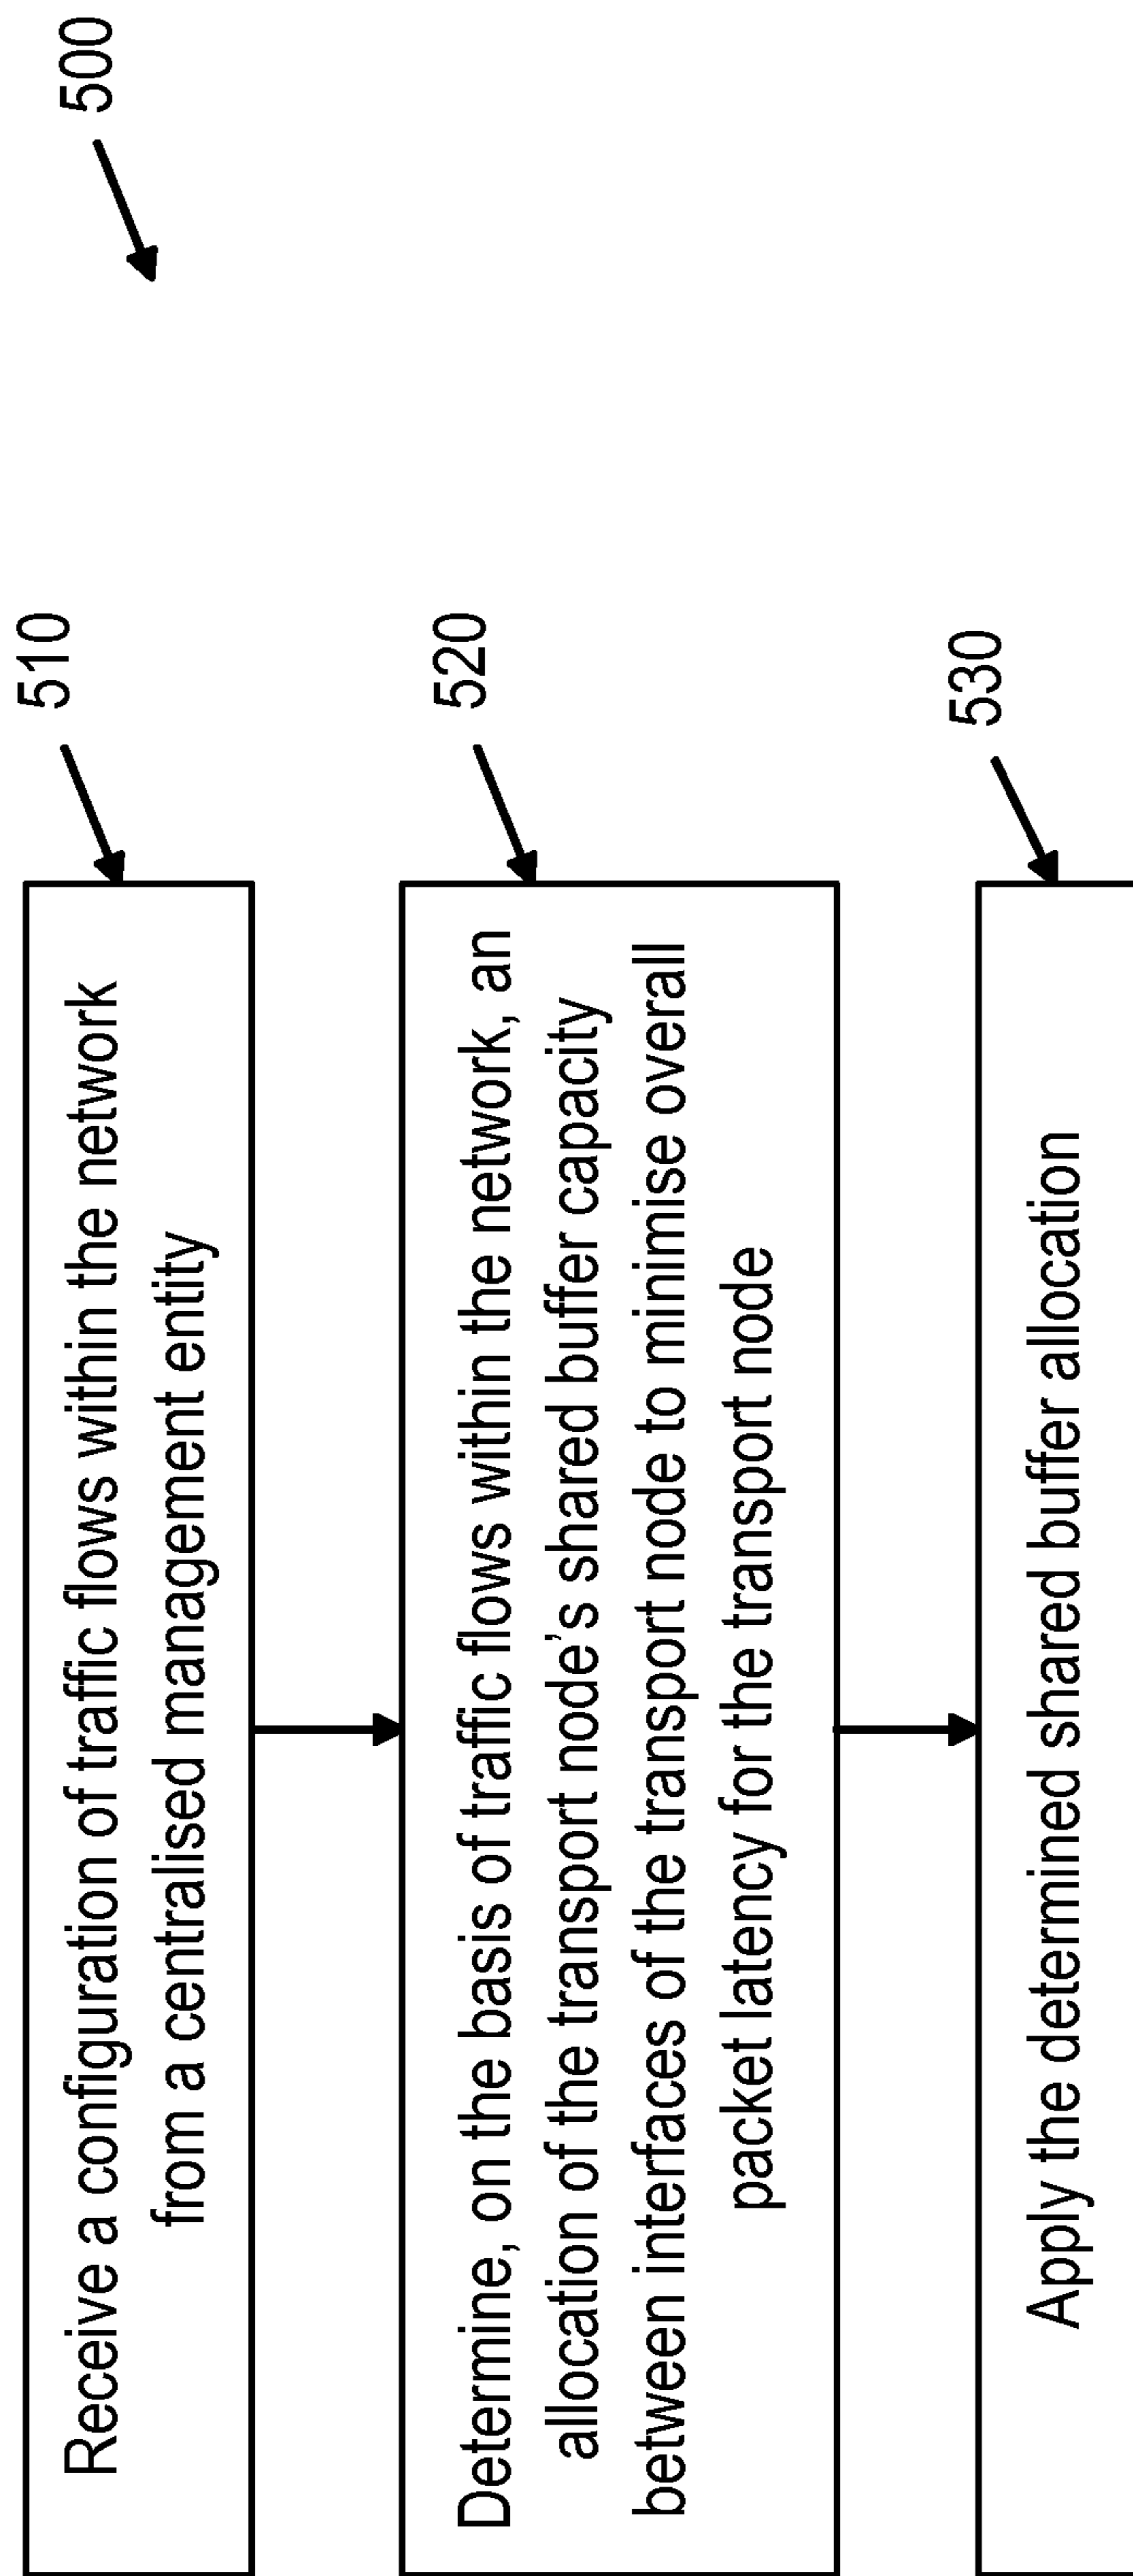 500
510
Receive a configuration of traffic flows within the network
from a centralised management entity
520
Determine, on the basis of traffic flows within the network, an
allocation of the transport node's shared buffer capacity
between interfaces of the transport node to minimise overall
packet latency for the transport node
530
Apply the determined shared buffer allocation